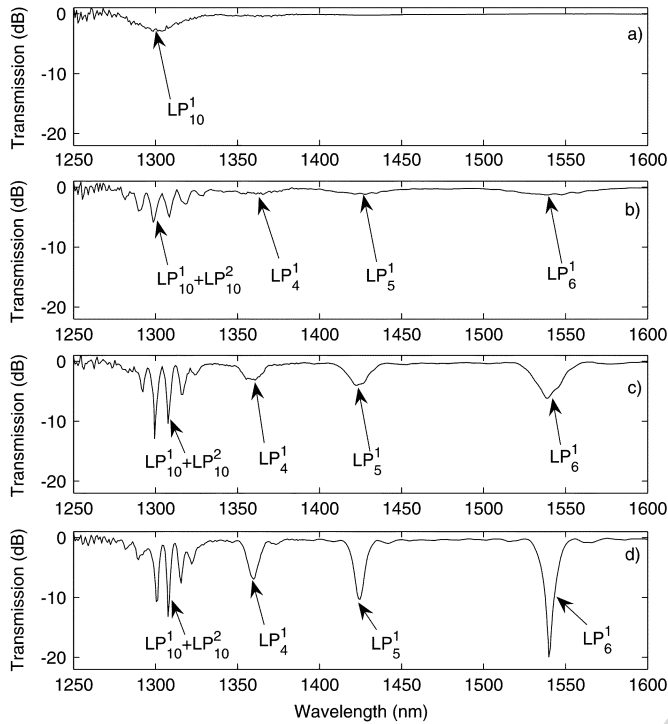 0
-10
-20
Transmission (dB)
a)
LP¹₁₀
1250 1300 1350 1400 1450 1500 1550 1600
0
-10
-20
Transmission (dB)
b)
LP¹₁₀+LP²₁₀
LP¹₄
LP¹₅
LP¹₆
1250 1300 1350 1400 1450 1500 1550 1600
0
-10
-20
Transmission (dB)
c)
LP¹₁₀+LP²₁₀
LP¹₄
LP¹₅
LP¹₆
1250 1300 1350 1400 1450 1500 1550 1600
0
-10
-20
Transmission (dB)
d)
LP¹₁₀+LP²₁₀
LP¹₄
LP¹₅
LP¹₆
1250 1300 1350 1400 1450 1500 1550 1600
Wavelength (nm)